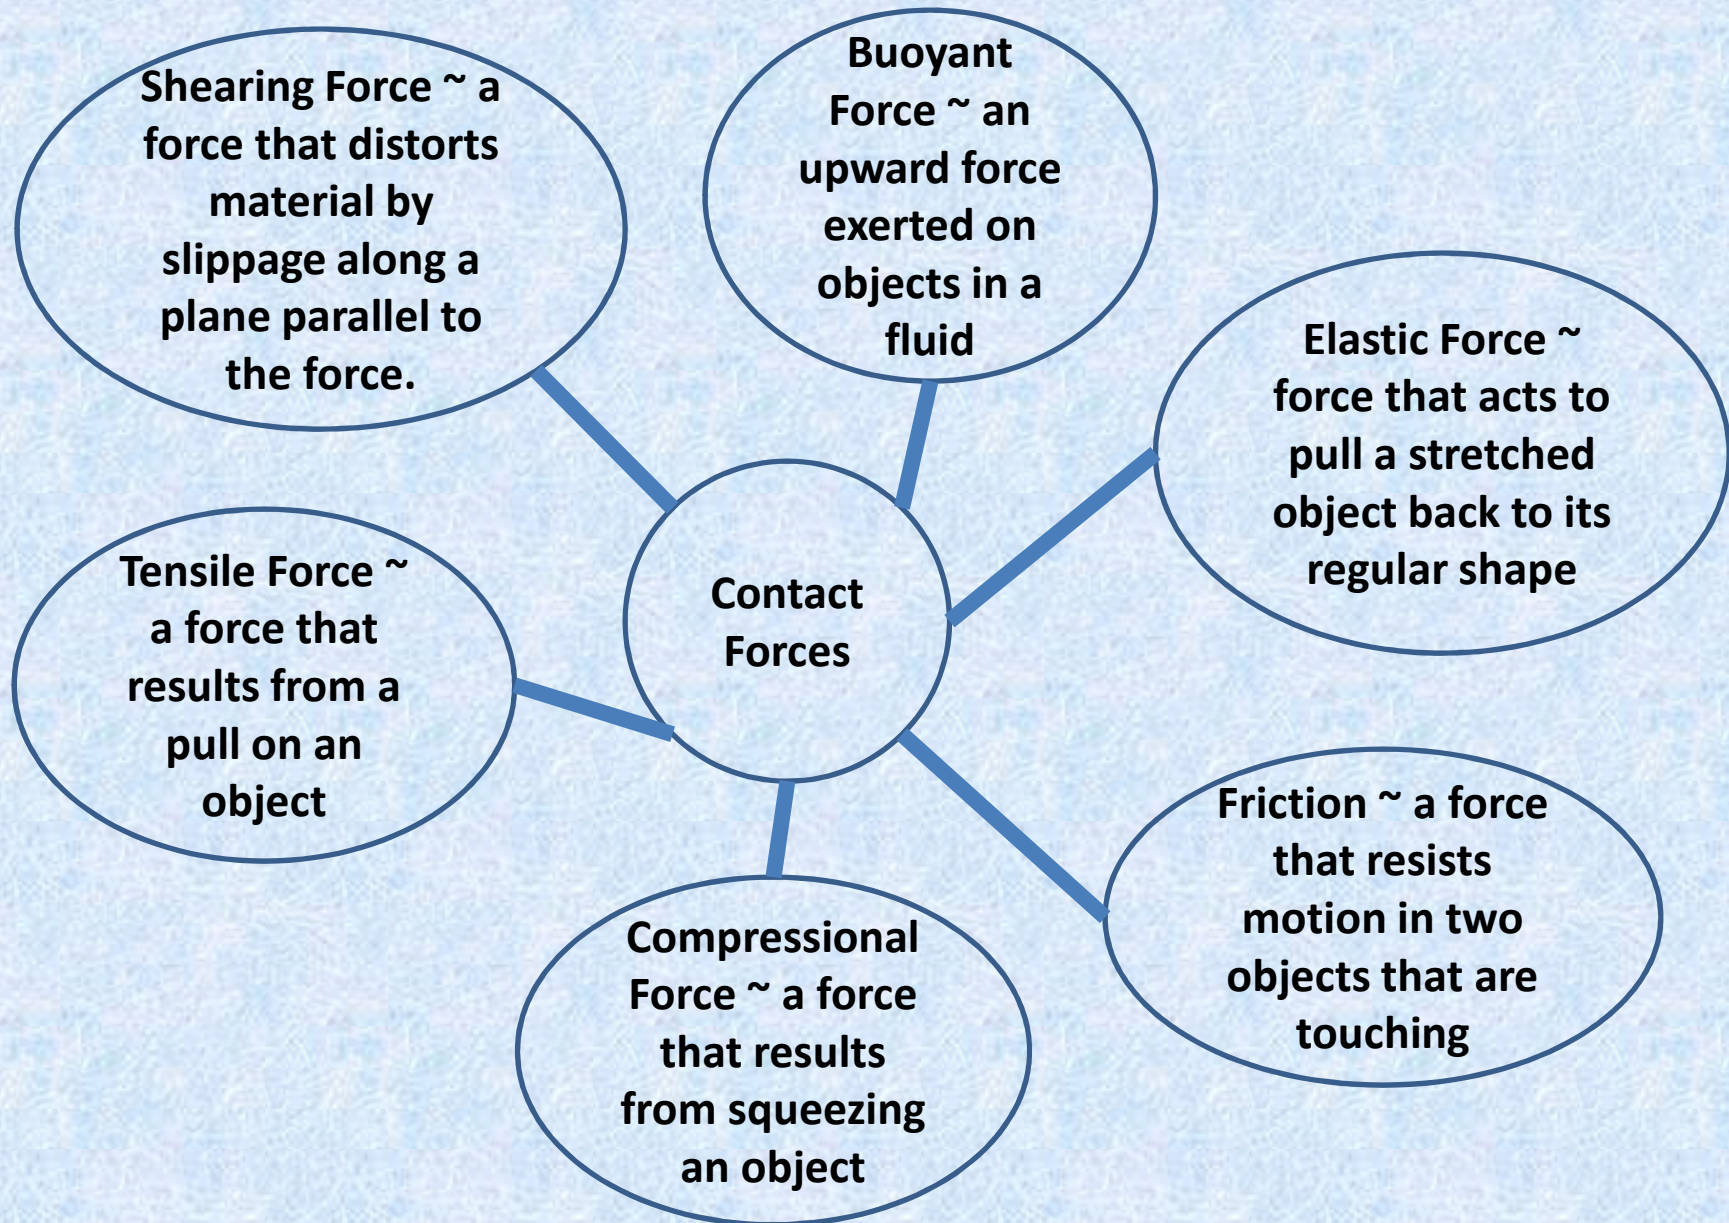 Shearing Force ~ a
force that distorts
material by
slippage along a
plane parallel to
the force.
Buoyant
Force ~ an
upward force
exerted on
objects in a
fluid
Elastic Force ~
force that acts to
pull a stretched
object back to its
regular shape
Tensile Force ~
a force that
results from a
pull on an
object
Contact
Forces
Friction ~ a force
that resists
motion in two
objects that are
touching
Compressional
Force ~ a force
that results
from squeezing
an object